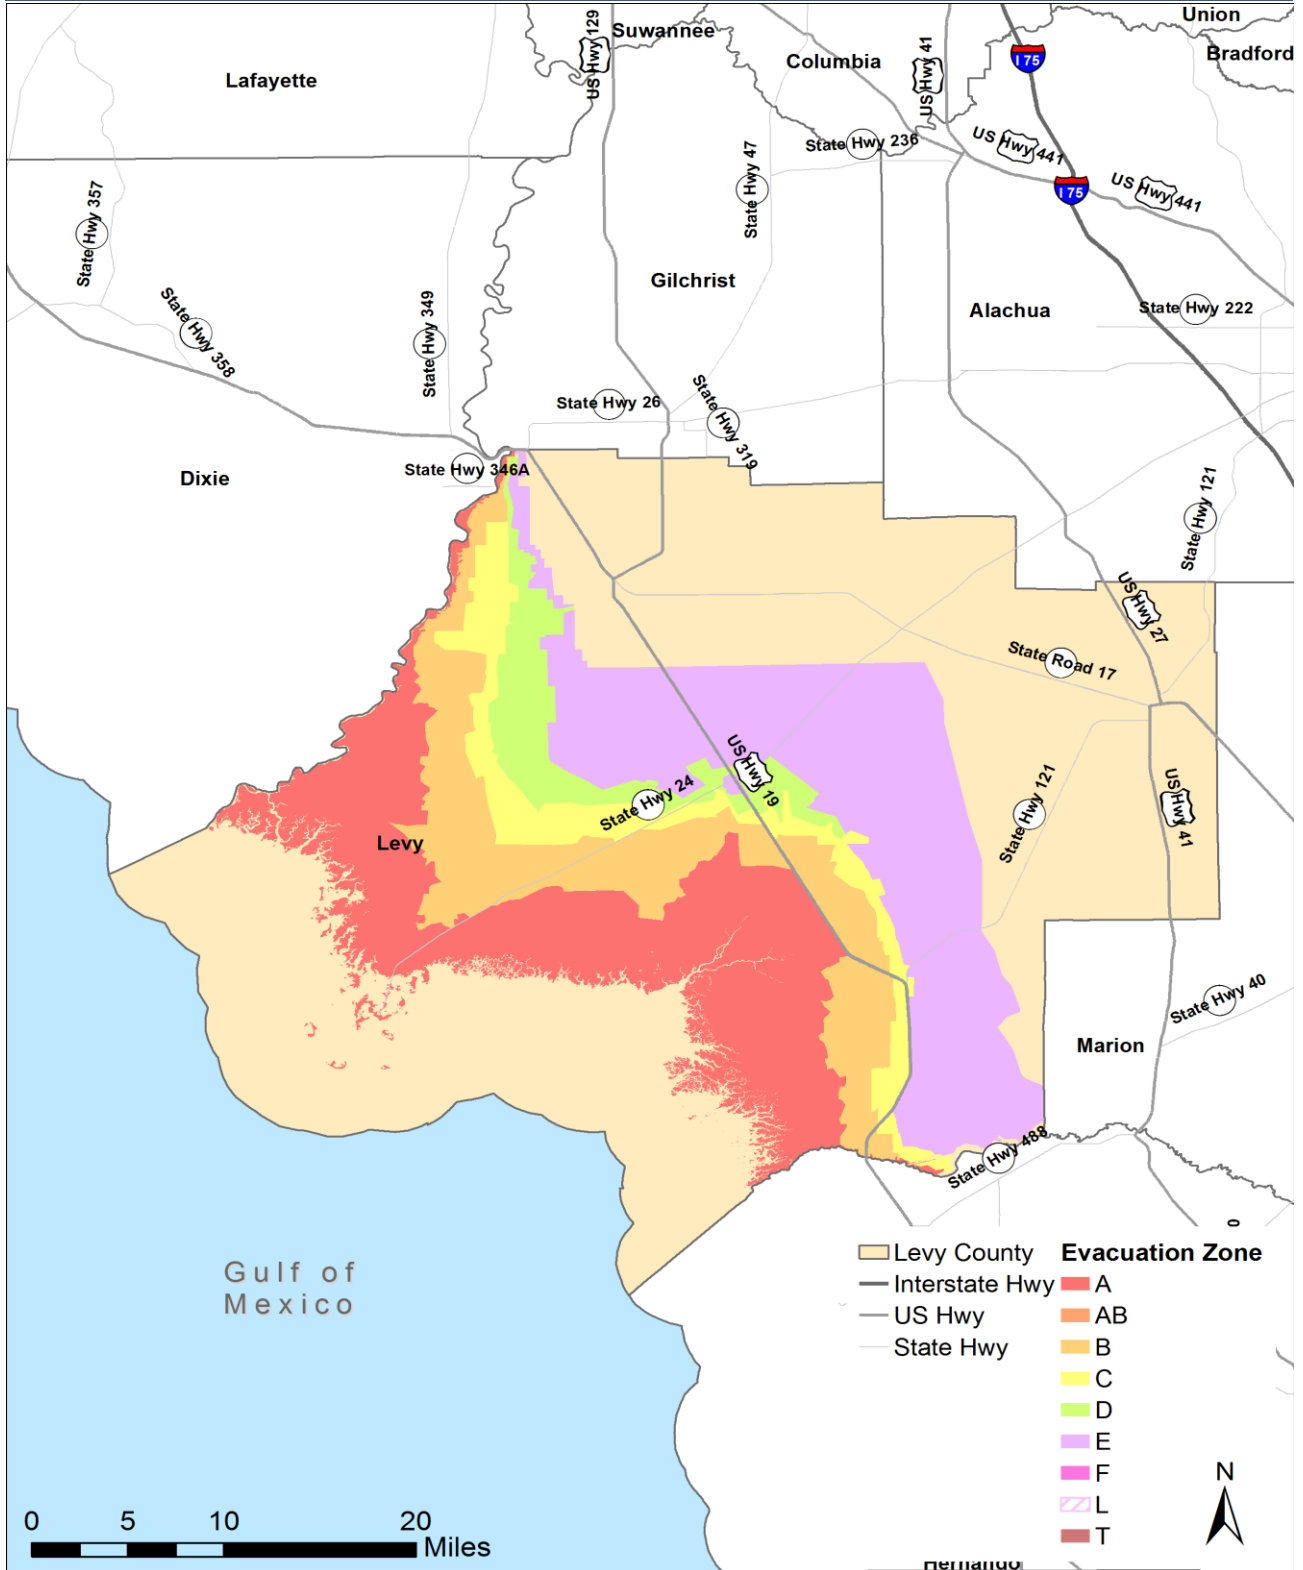 Union
Suwannee
US Hwy 129
Columbia
US Hwy 41
Bradford
I 75
Lafayette
State Hwy 236
US Hwy 441
State Hwy 47
I 75
US Hwy 441
State Hwy 357
Gilchrist
Alachua
State Hwy 222
State Hwy 358
State Hwy 349
State Hwy 26
State Hwy 319
State Hwy 346A
Dixie
State Hwy 121
US Hwy 27
State Road 17
US Hwy 19
State Hwy 24
State Hwy 121
US Hwy 41
Levy
State Hwy 40
Marion
State Hwy 488
0
Gulf of
Mexico
Levy County
Interstate Hwy
US Hwy
State Hwy
Evacuation Zone
A
AB
B
C
D
E
F
L
T
N
0 5 10 20
Miles
Hernando